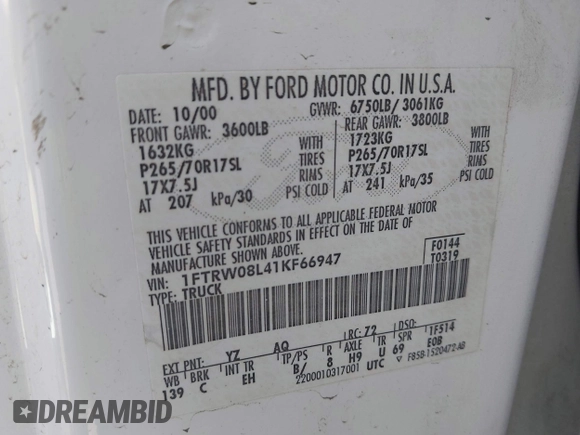 MFD. BY FORD MOTOR CO. IN U.S.A.
DATE: 10/00 GVWR: 6750LB/ 3061KG
FRONT GAWR: 3600LB REAR GAWR: 3800LB
1632KG WITH 1723KG WITH
P265/70R17SL TIRES P265/70R17SL TIRES
17X7.5J RIMS 17X7.5J RIMS
AT 207 kPa/30 PSI COLD AT 241 kPa/35 PSI COLD
THIS VEHICLE CONFORMS TO ALL APPLICABLE FEDERAL MOTOR
VEHICLE SAFETY STANDARDS IN EFFECT ON THE DATE OF
MANUFACTURE SHOWN ABOVE.
F0144
1FTRW08L41KF66947 T0319
TYPE: TRUCK
EXT PNT: YZ AQ RC: 72 DSO: 1F514
WB BRK INT TR TP/PS R AXLE TR SPR E0B
139 C EH B/ 8 H9 U 69
2200010317001 UTC
F85B-1520472-AB
DREAMBID
CERTIFIED AUTOBIDDER